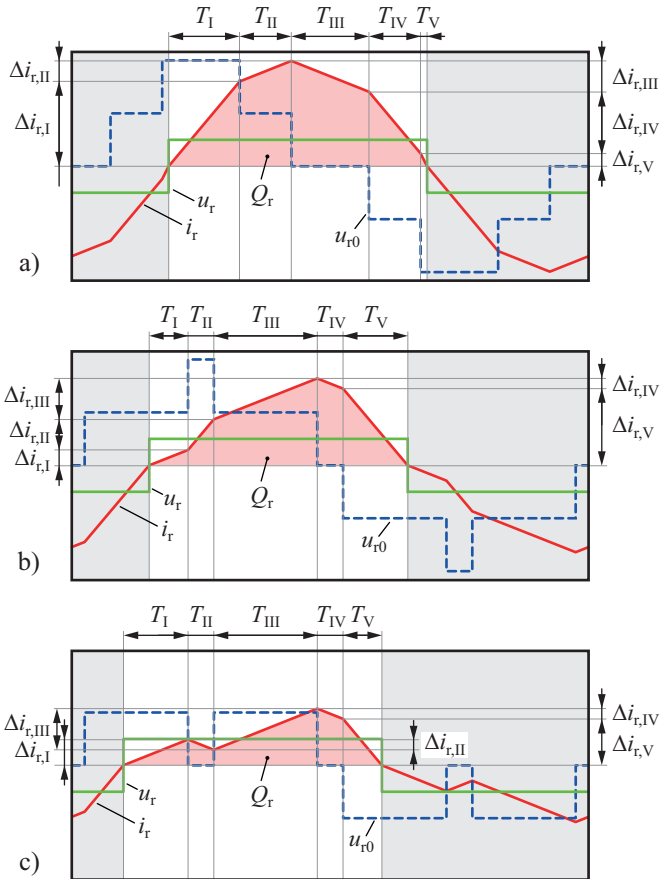 T_I T_II T_III T_IV T_V
Δi_r,II
Δi_r,I
Δi_r,III
Δi_r,IV
Δi_r,V
u_r
i_r
Q_r
u_r0
a)
T_I T_II T_III T_IV T_V
Δi_r,III
Δi_r,II
Δi_r,I
Δi_r,IV
Δi_r,V
u_r
i_r
Q_r
u_r0
b)
T_I T_II T_III T_IV T_V
Δi_r,III
Δi_r,I
Δi_r,II
Δi_r,IV
Δi_r,V
u_r
i_r
Q_r
u_r0
c)